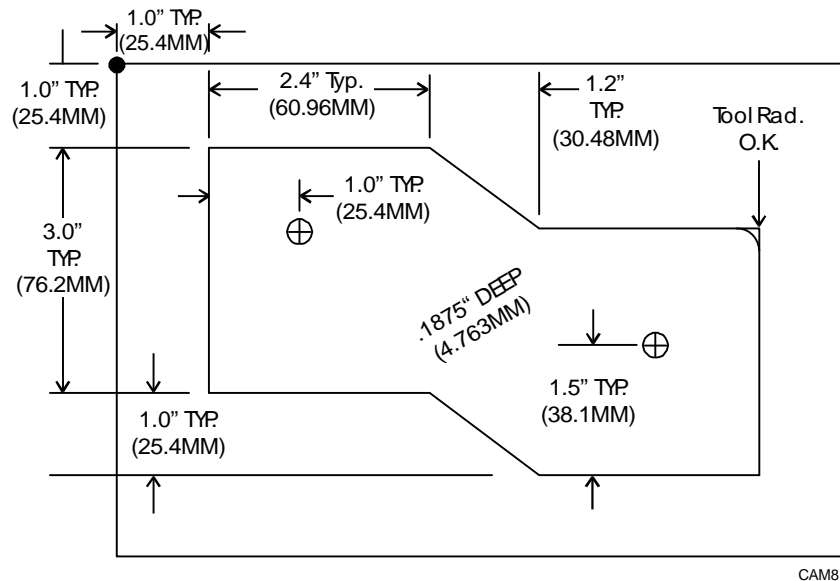 1.0” TYP.
(25.4MM)
1.0” TYP.
(25.4MM)
2.4” Typ.
(60.96MM)
1.2”
TYP.
(30.48MM)
Tool Rad.
O.K.
1.0” TYP.
(25.4MM)
3.0”
TYP.
(76.2MM)
.1875“ DEEP
(4.763MM)
1.5” TYP.
(38.1MM)
1.0” TYP.
(25.4MM)
CAM8